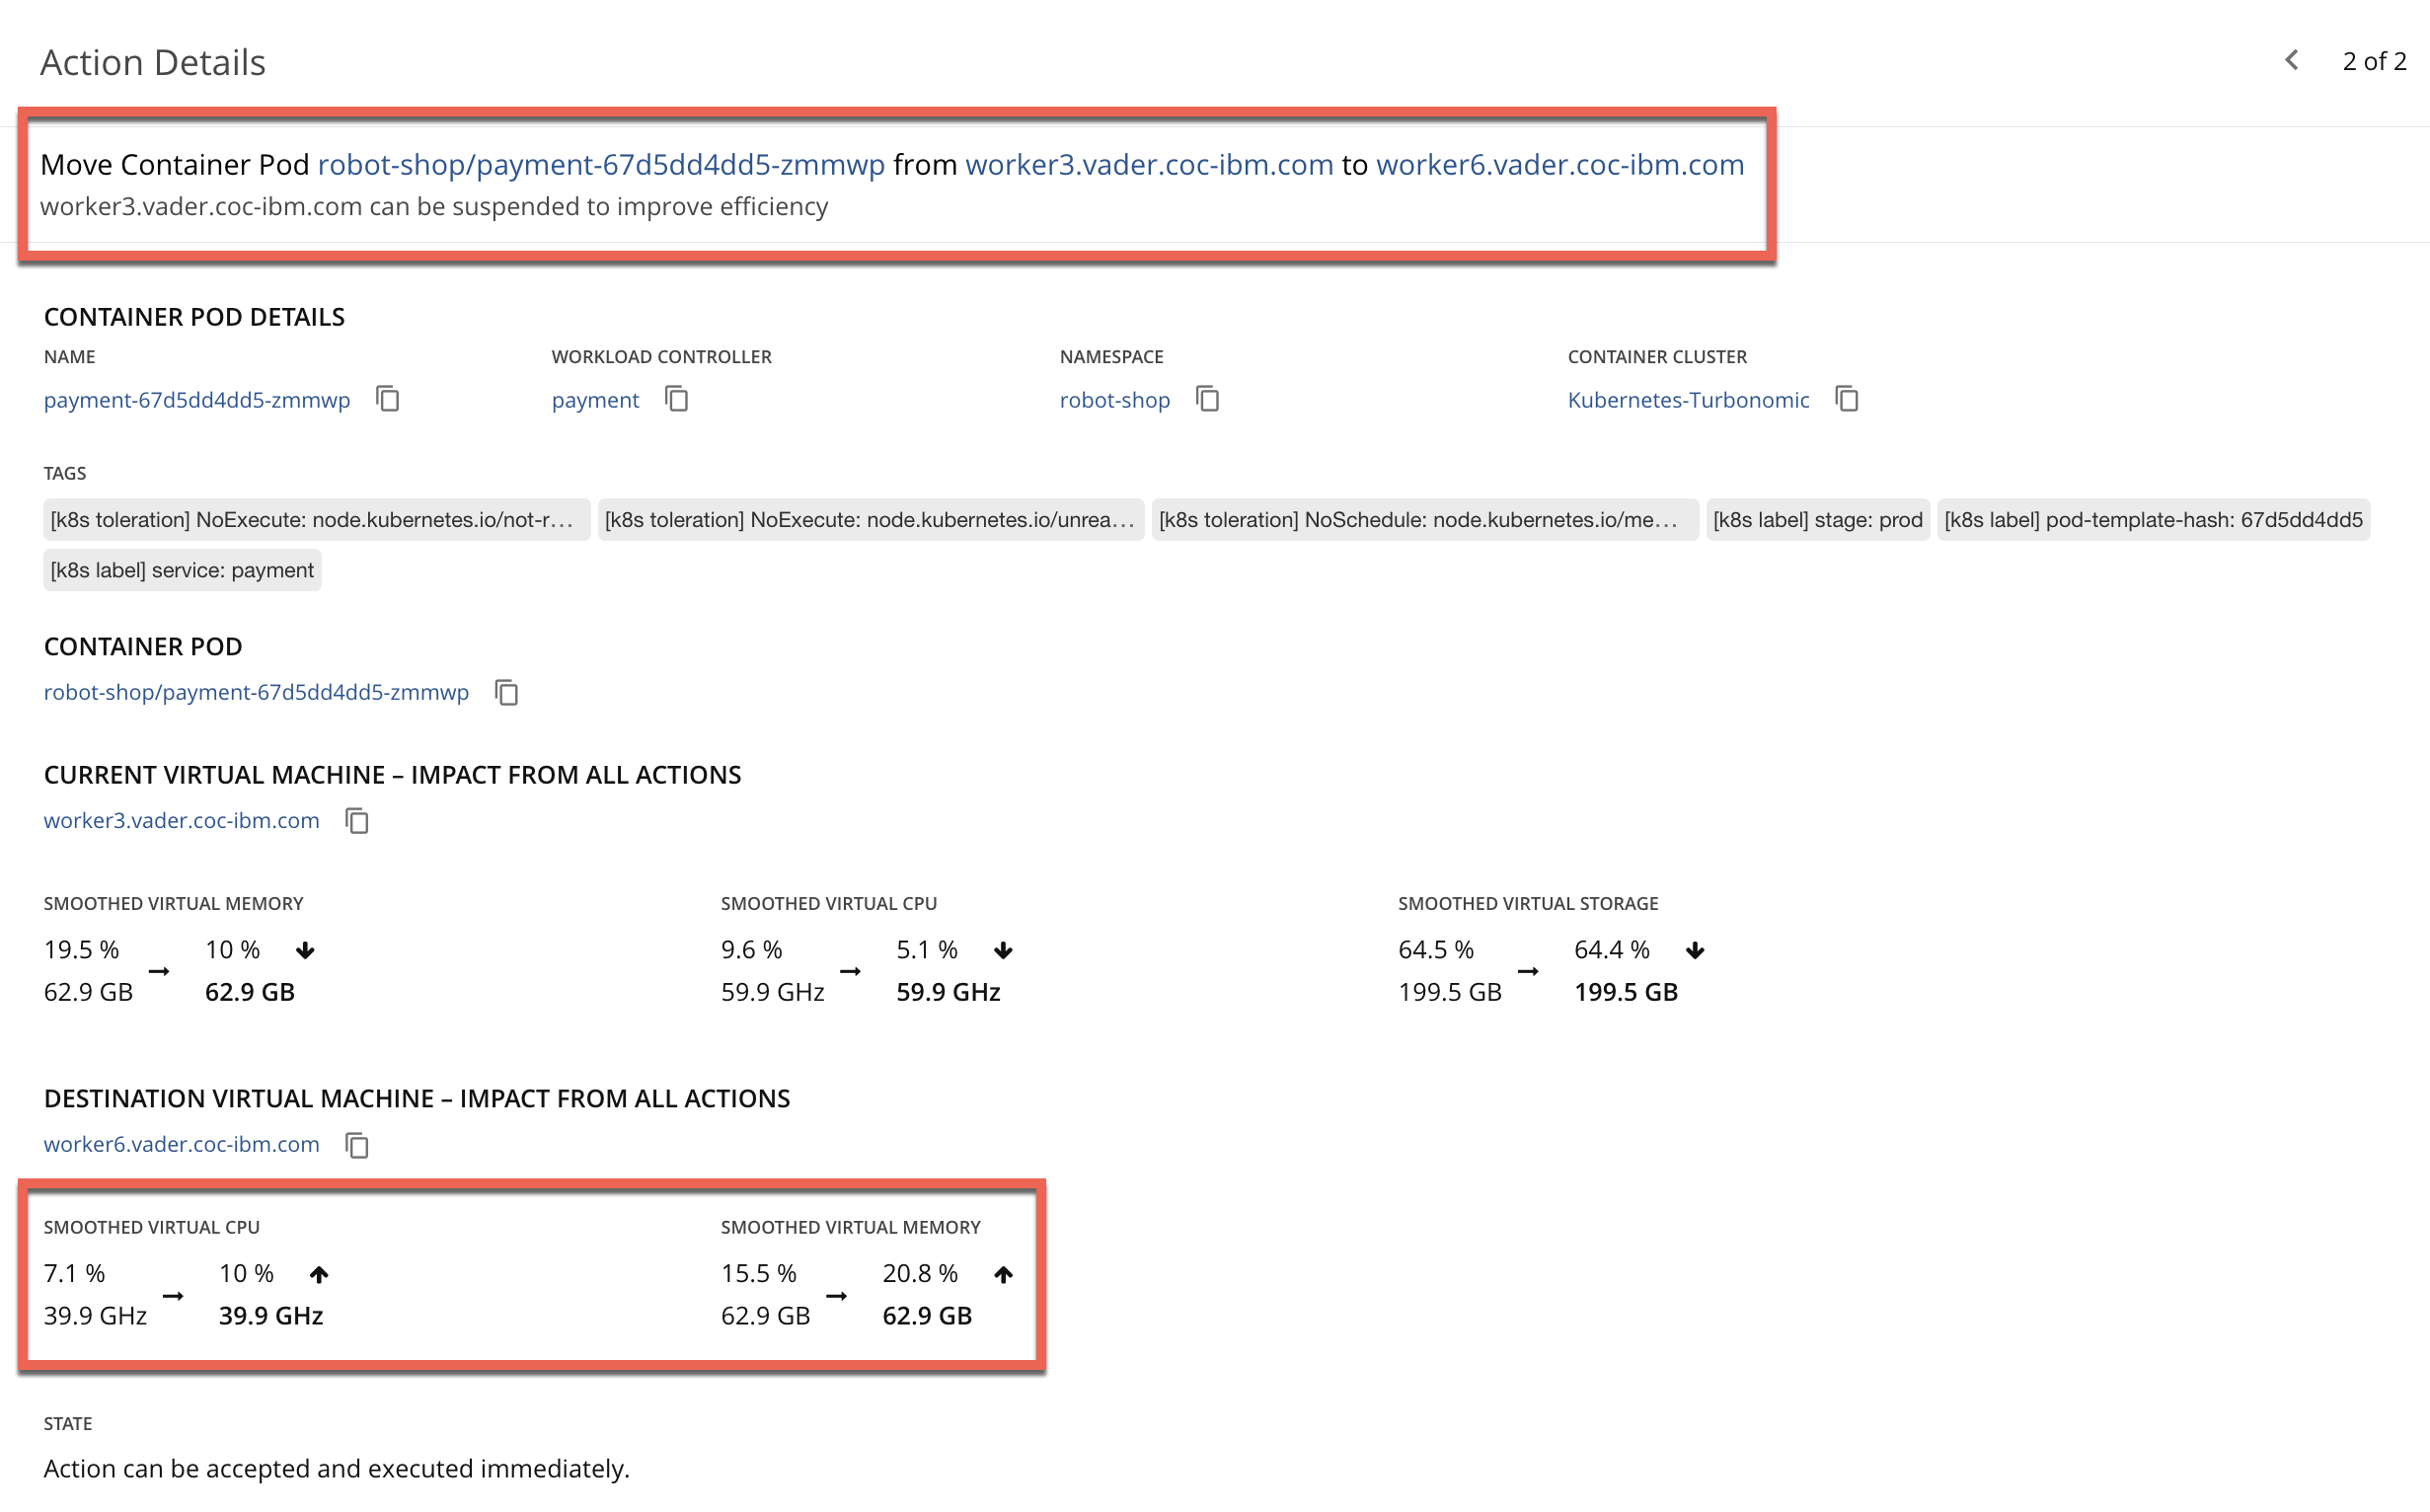 Action Details
2 of 2
Move Container Pod robot-shop/payment-67d5dd4dd5-zmmwp from worker3.vader.coc-ibm.com to worker6.vader.coc-ibm.com
worker3.vader.coc-ibm.com can be suspended to improve efficiency
CONTAINER POD DETAILS
NAME WORKLOAD CONTROLLER NAMESPACE CONTAINER CLUSTER
payment-67d5dd4dd5-zmmwp payment robot-shop Kubernetes-Turbonomic
TAGS
[k8s toleration] NoExecute: node.kubernetes.io/not-r... [k8s toleration] NoExecute: node.kubernetes.io/unrea... [k8s toleration] NoSchedule: node.kubernetes.io/me... [k8s label] stage: prod [k8s label] pod-template-hash: 67d5dd4dd5
[k8s label] service: payment
CONTAINER POD
robot-shop/payment-67d5dd4dd5-zmmwp
CURRENT VIRTUAL MACHINE – IMPACT FROM ALL ACTIONS
worker3.vader.coc-ibm.com
SMOOTHED VIRTUAL MEMORY SMOOTHED VIRTUAL CPU SMOOTHED VIRTUAL STORAGE
19.5 % → 10 % ↓ 9.6 % → 5.1 % ↓ 64.5 % → 64.4 % ↓
62.9 GB 62.9 GB 59.9 GHz 59.9 GHz 199.5 GB 199.5 GB
DESTINATION VIRTUAL MACHINE – IMPACT FROM ALL ACTIONS
worker6.vader.coc-ibm.com
SMOOTHED VIRTUAL CPU SMOOTHED VIRTUAL MEMORY
7.1 % → 10 % ↑ 15.5 % → 20.8 % ↑
39.9 GHz 39.9 GHz 62.9 GB 62.9 GB
STATE
Action can be accepted and executed immediately.